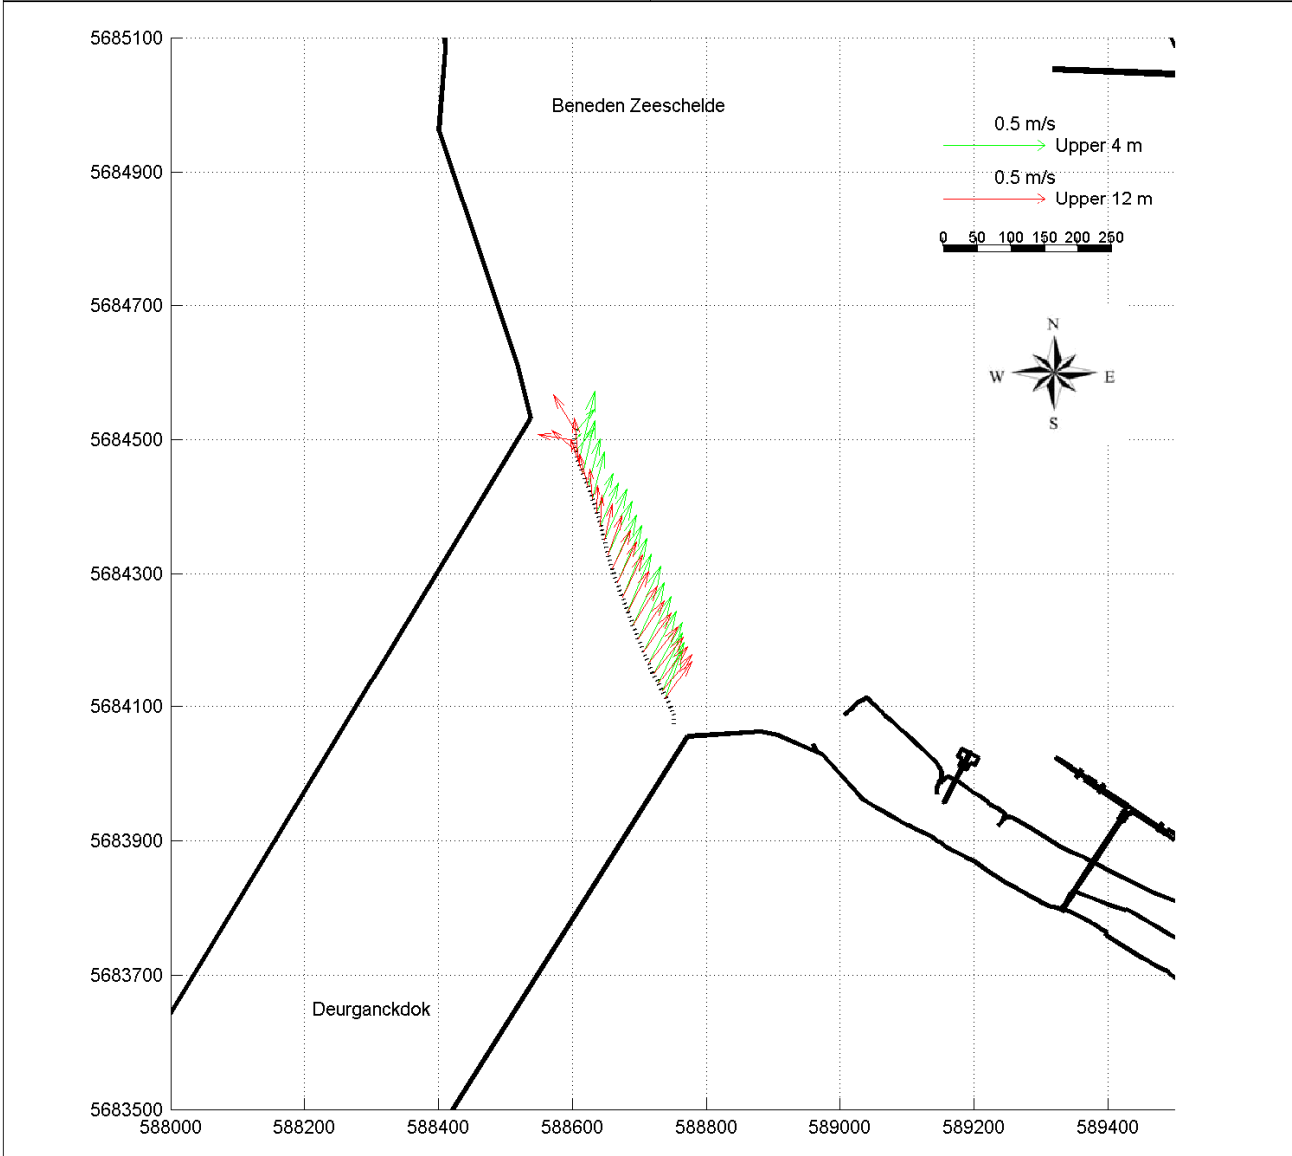 5685100
Beneden Zeeschelde
0.5 m/s
Upper 4 m
5684900
0.5 m/s
Upper 12 m
0 50 100 150 200 250
5684700
N
W E
S
5684500
5684300
5684100
5683900
5683700
Deurganckdok
5683500
588000 588200 588400 588600 588800 589000 589200 589400